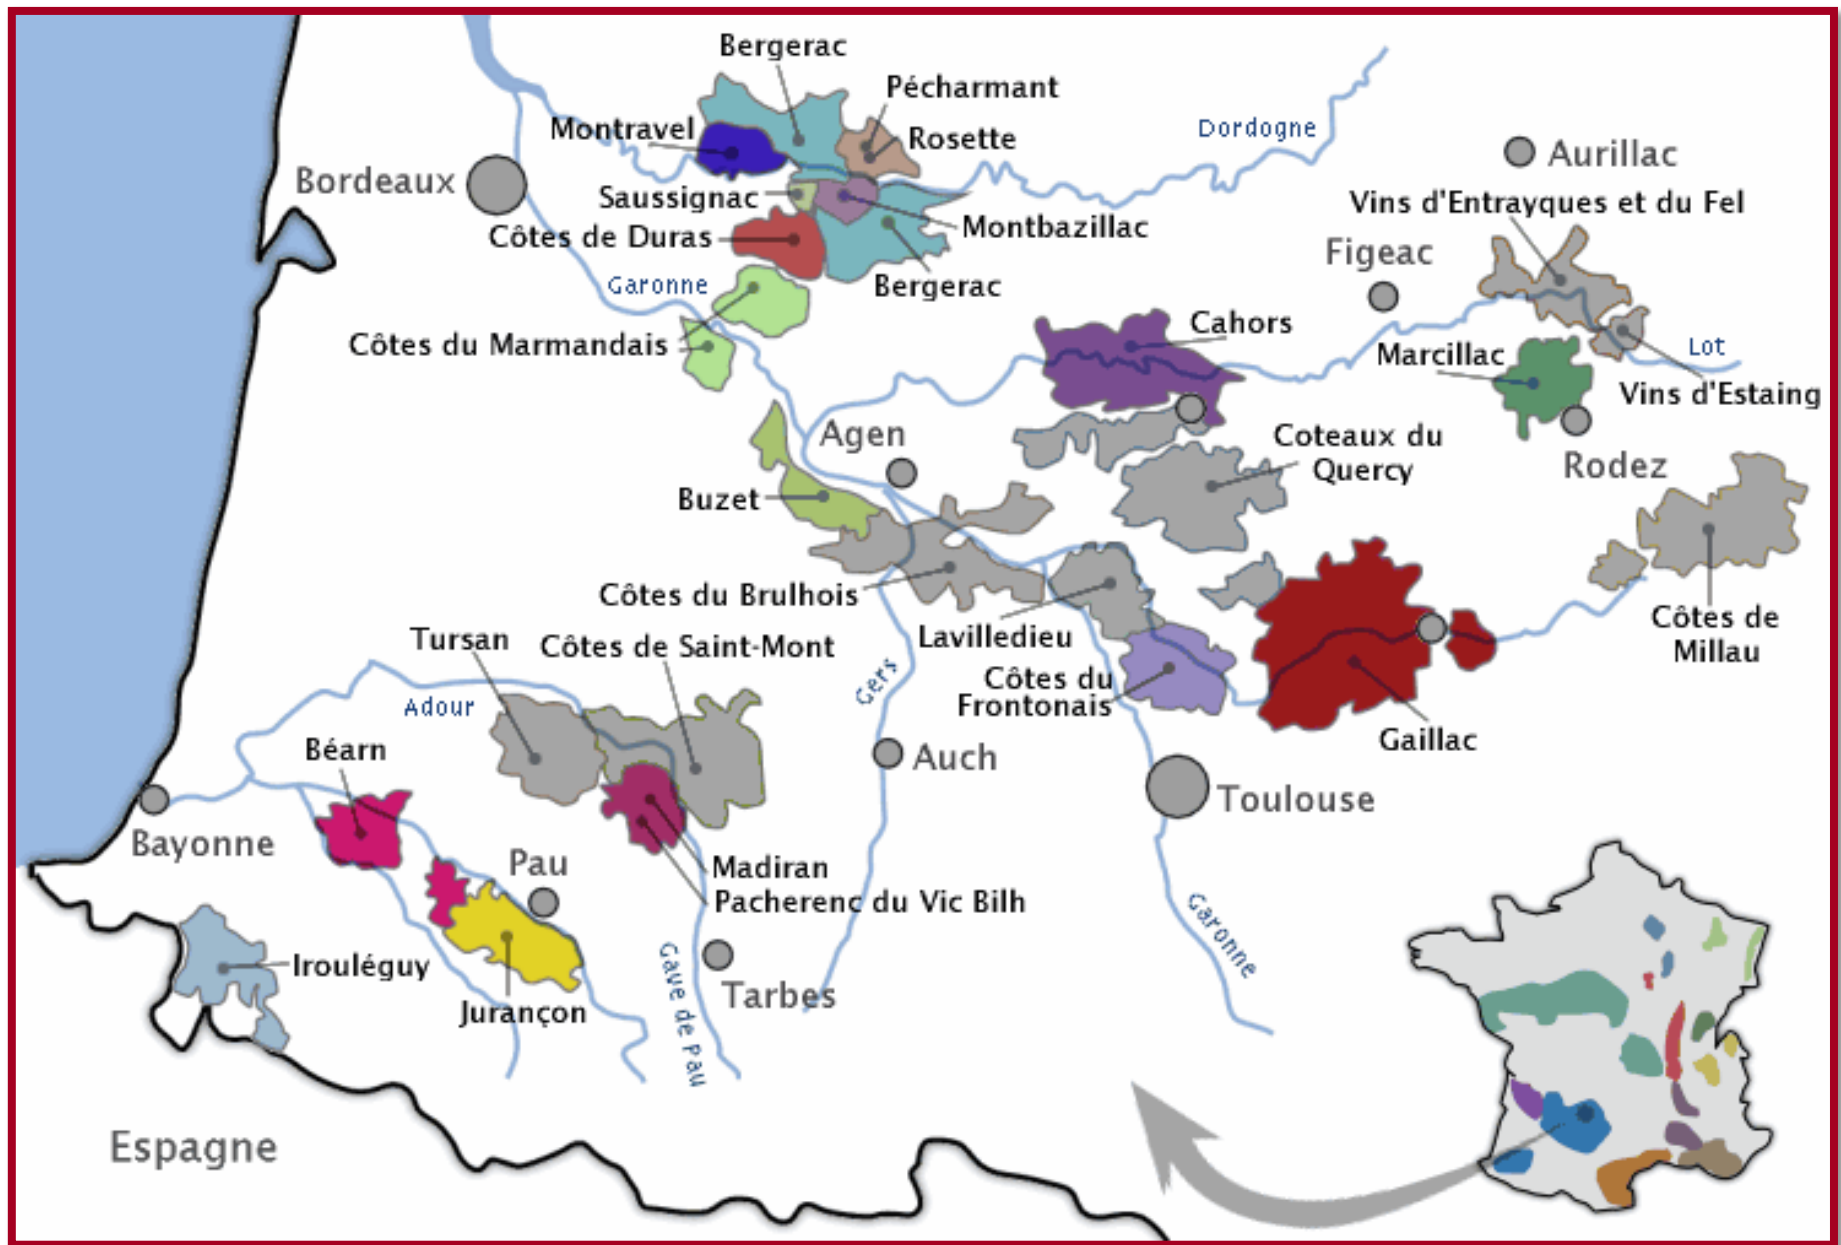 Bergerac
Pécharmant
Montravel
Rosette
Dordogne
Aurillac
Bordeaux
Saussignac
Vins d'Entrayques et du Fel
Côtes de Duras
Montbazillac
Figeac
Garonne
Bergerac
Cahors
Côtes du Marmandais
Marcillac
Lot
Vins d'Estaing
Agen
Coteaux du
Quercy
Rodez
Buzet
Côtes du Brulhois
Lavilledieu
Côtes de
Millau
Tursan
Côtes de Saint-Mont
Gers
Côtes du
Frontonais
Adour
Gaillac
Béarn
Auch
Toulouse
Bayonne
Pau
Madiran
Pacherenc du Vic Bilh
Garonne
Irouléguy
Gave de Pau
Tarbes
Jurançon
Espagne